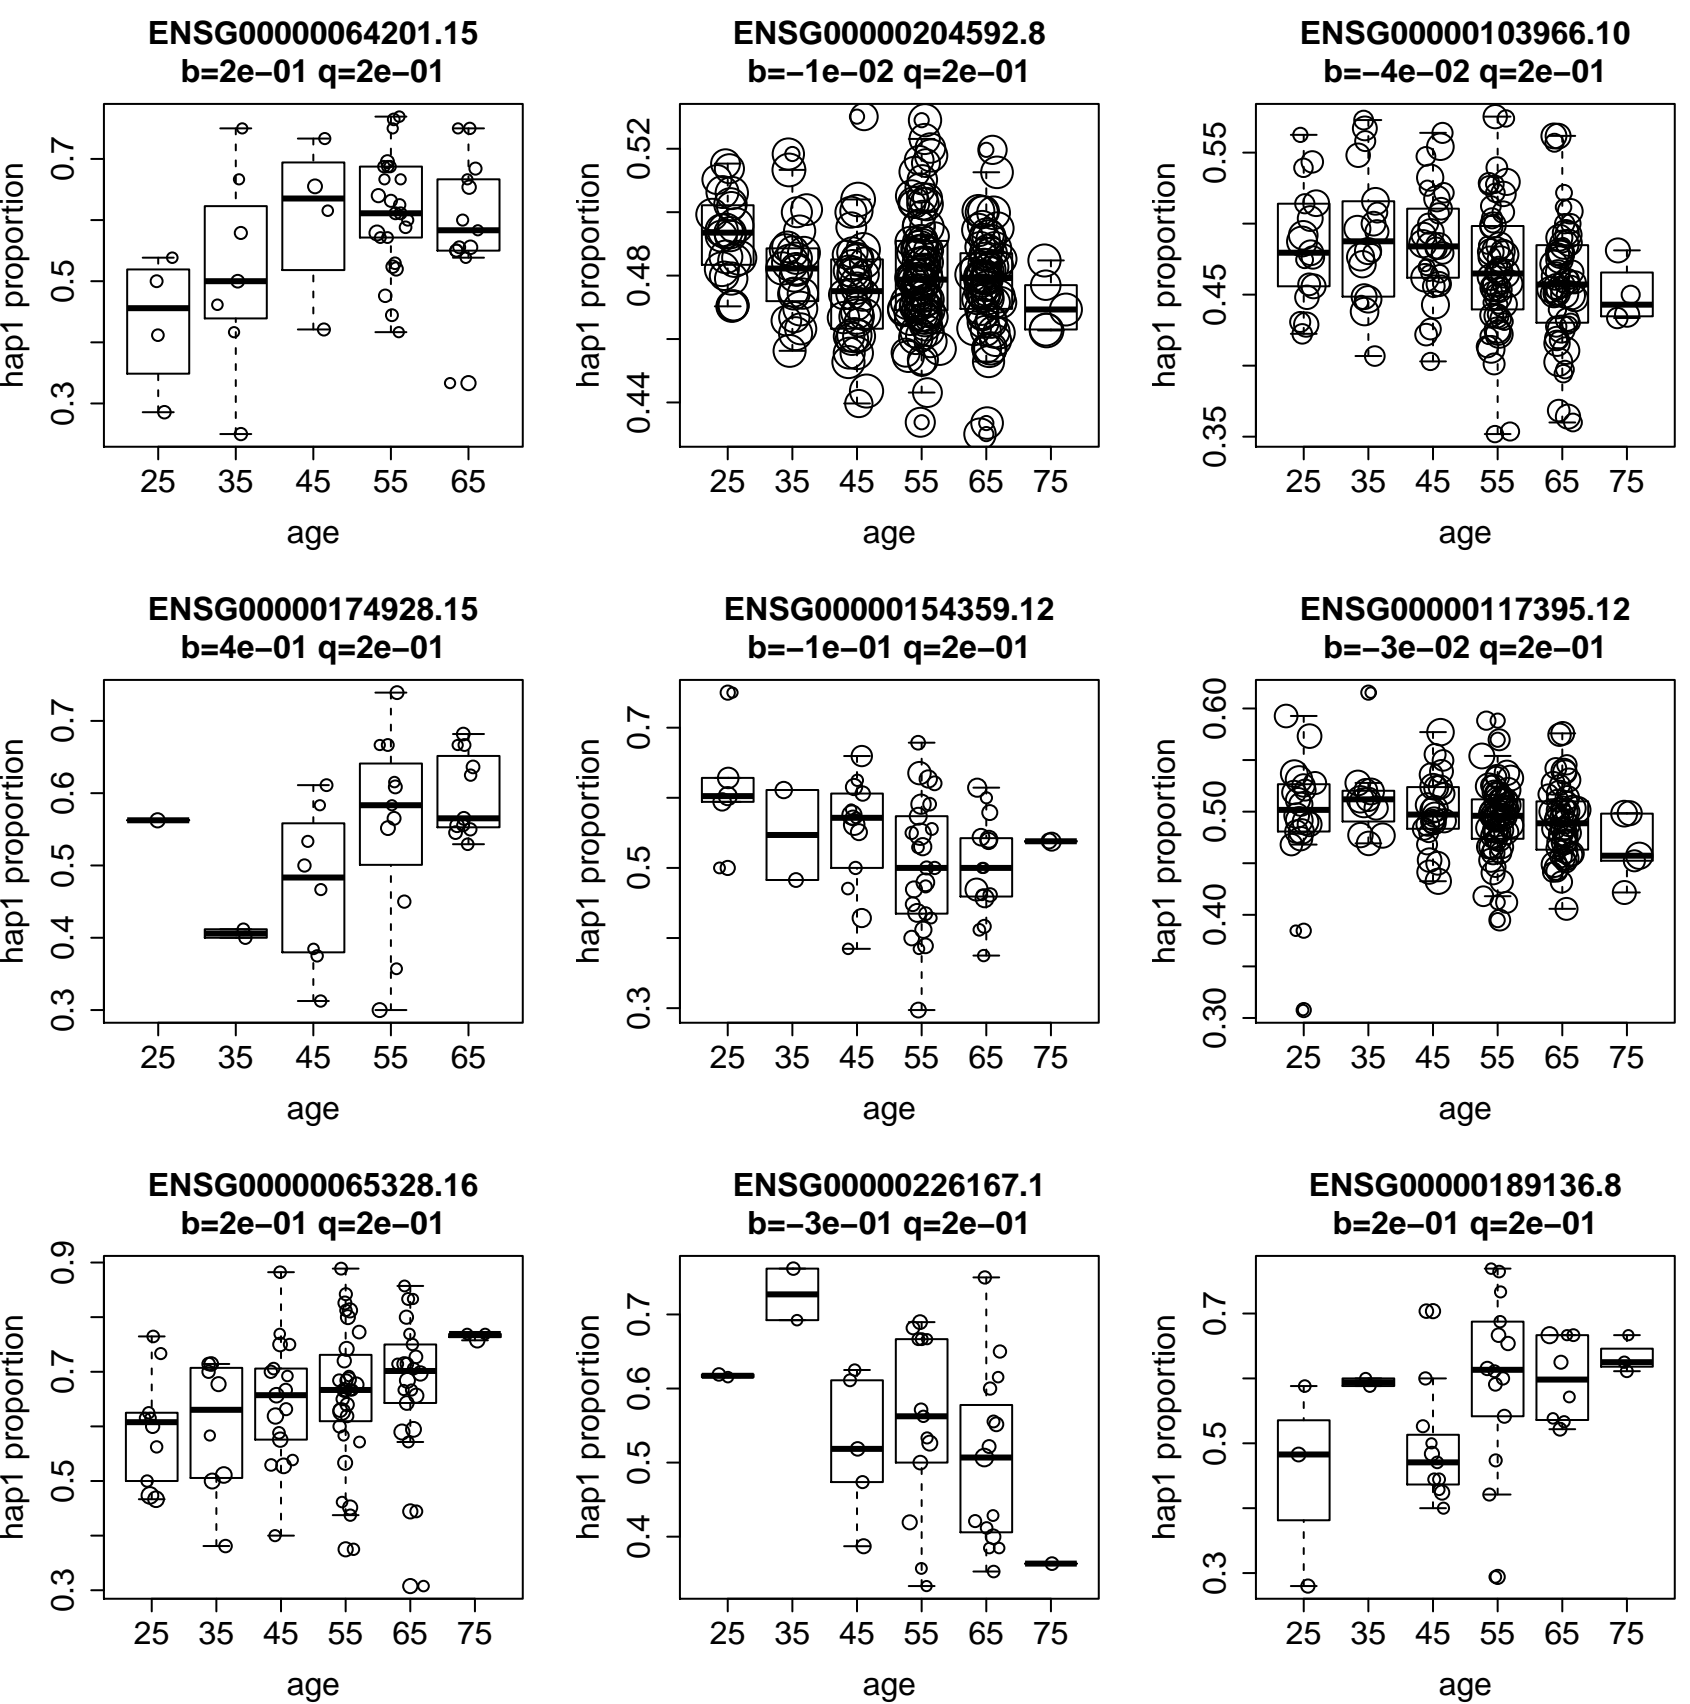 ENSG00000064201.15
b=2e−01 q=2e−01
hap1 proportion
0.3 0.5 0.7
25 35 45 55 65
age
ENSG00000204592.8
b=−1e−02 q=2e−01
hap1 proportion
0.44 0.48 0.52
25 35 45 55 65 75
age
ENSG00000103966.10
b=−4e−02 q=2e−01
hap1 proportion
0.35 0.45 0.55
25 35 45 55 65 75
age
ENSG00000174928.15
b=4e−01 q=2e−01
hap1 proportion
0.3 0.4 0.5 0.6 0.7
25 35 45 55 65
age
ENSG00000154359.12
b=−1e−01 q=2e−01
hap1 proportion
0.3 0.5 0.7
25 35 45 55 65 75
age
ENSG00000117395.12
b=−3e−02 q=2e−01
hap1 proportion
0.30 0.40 0.50 0.60
25 35 45 55 65 75
age
ENSG00000065328.16
b=2e−01 q=2e−01
hap1 proportion
0.3 0.5 0.7 0.9
25 35 45 55 65 75
age
ENSG00000226167.1
b=−3e−01 q=2e−01
hap1 proportion
0.4 0.5 0.6 0.7
25 35 45 55 65 75
age
ENSG00000189136.8
b=2e−01 q=2e−01
hap1 proportion
0.3 0.5 0.7
25 35 45 55 65 75
age